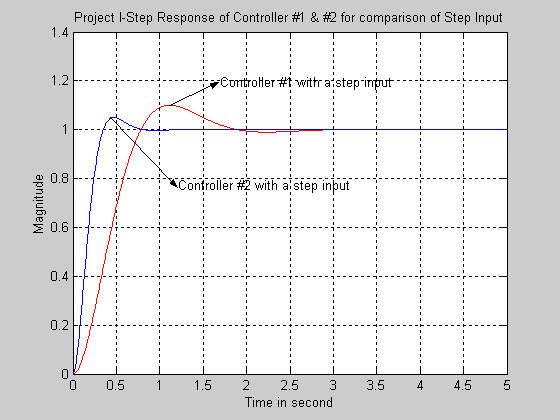 Project I-Step Response of Controller #1 & #2 for comparison of Step Input
1.4
1.2
1
0.8
0.6
0.4
0.2
0
Magnitude
Controller #1 with a step input
Controller #2 with a step input
0 0.5 1 1.5 2 2.5 3 3.5 4 4.5 5
Time in second